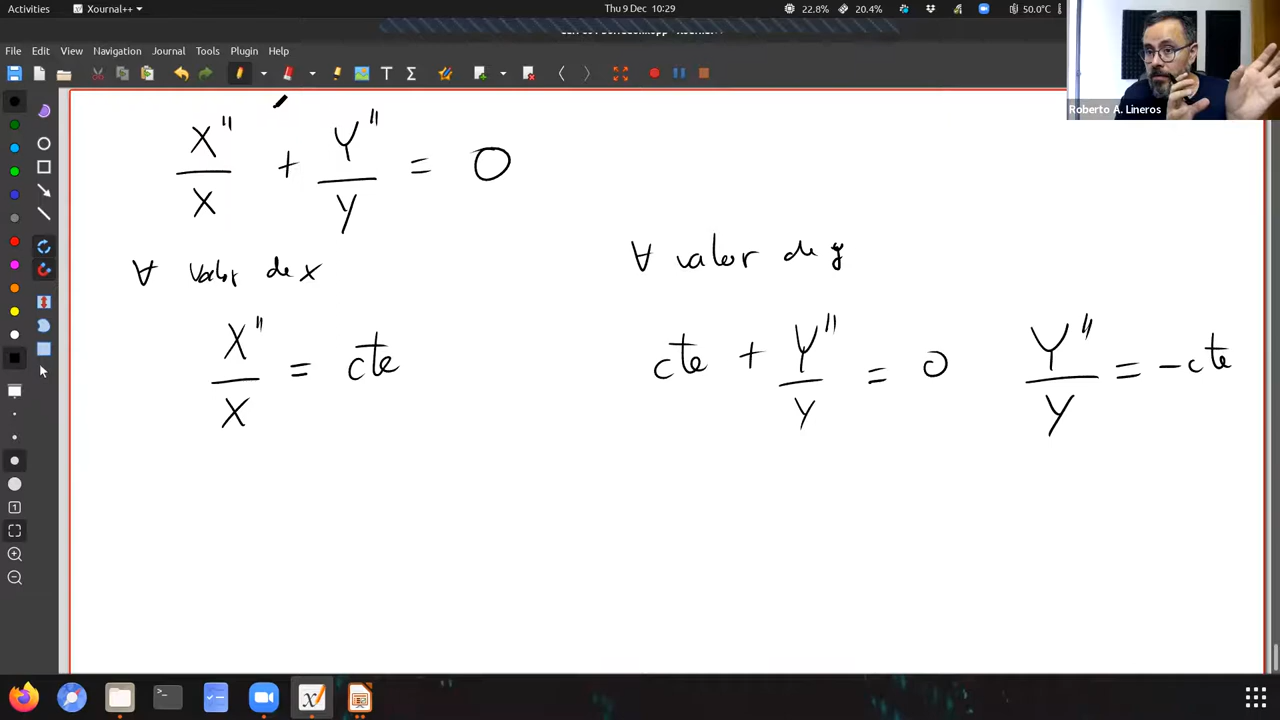 Activities Xournal++ Thu 9 Dec 10:29 22.8% 20.4% 50.0°C
File Edit View Navigation Journal Tools Plugin Help
Roberto A. Lineros
X''/X + Y''/Y = 0
∀ valor de x
∀ valor de y
X''/X = cte
cte + Y''/Y = 0 Y''/Y = -cte